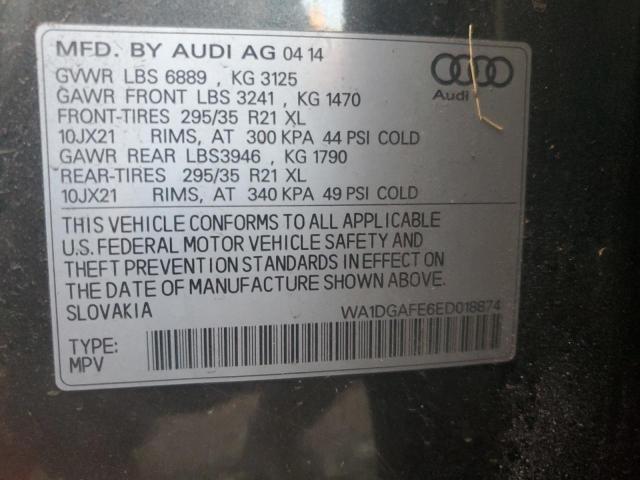 MFD. BY AUDI AG 04 14
GVWR LBS 6889 , KG 3125
GAWR FRONT LBS 3241 , KG 1470
FRONT-TIRES 295/35 R21 XL
10JX21 RIMS, AT 300 KPA 44 PSI COLD
GAWR REAR LBS3946 , KG 1790
REAR-TIRES 295/35 R21 XL
10JX21 RIMS, AT 340 KPA 49 PSI COLD
Audi
THIS VEHICLE CONFORMS TO ALL APPLICABLE
U.S. FEDERAL MOTOR VEHICLE SAFETY AND
THEFT PREVENTION STANDARDS IN EFFECT ON
THE DATE OF MANUFACTURE SHOWN ABOVE.
SLOVAKIA
WA1DGAFE6ED018874
TYPE:
MPV